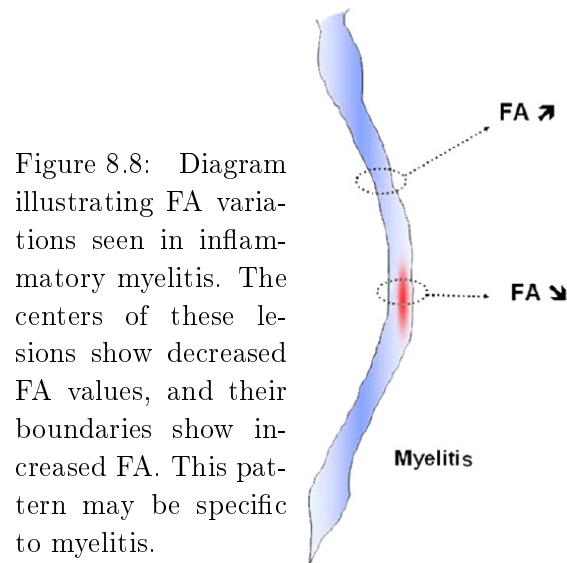 Figure 8.8: Diagram
illustrating FA varia-
tions seen in inflam-
matory myelitis. The
centers of these le-
sions show decreased
FA values, and their
boundaries show in-
creased FA. This pat-
tern may be specific
to myelitis.
FA ↗
FA ↘
Myelitis